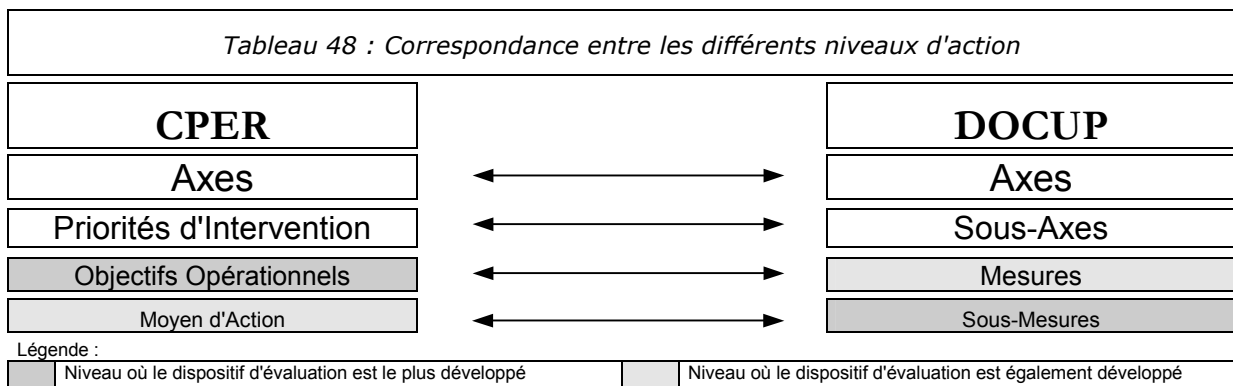 Tableau 48 : Correspondance entre les différents niveaux d'action
CPER DOCUP
Axes Axes
Priorités d'Intervention Sous-Axes
Objectifs Opérationnels Mesures
Moyen d'Action Sous-Mesures
Légende :
Niveau où le dispositif d'évaluation est le plus développé Niveau où le dispositif d'évaluation est également développé